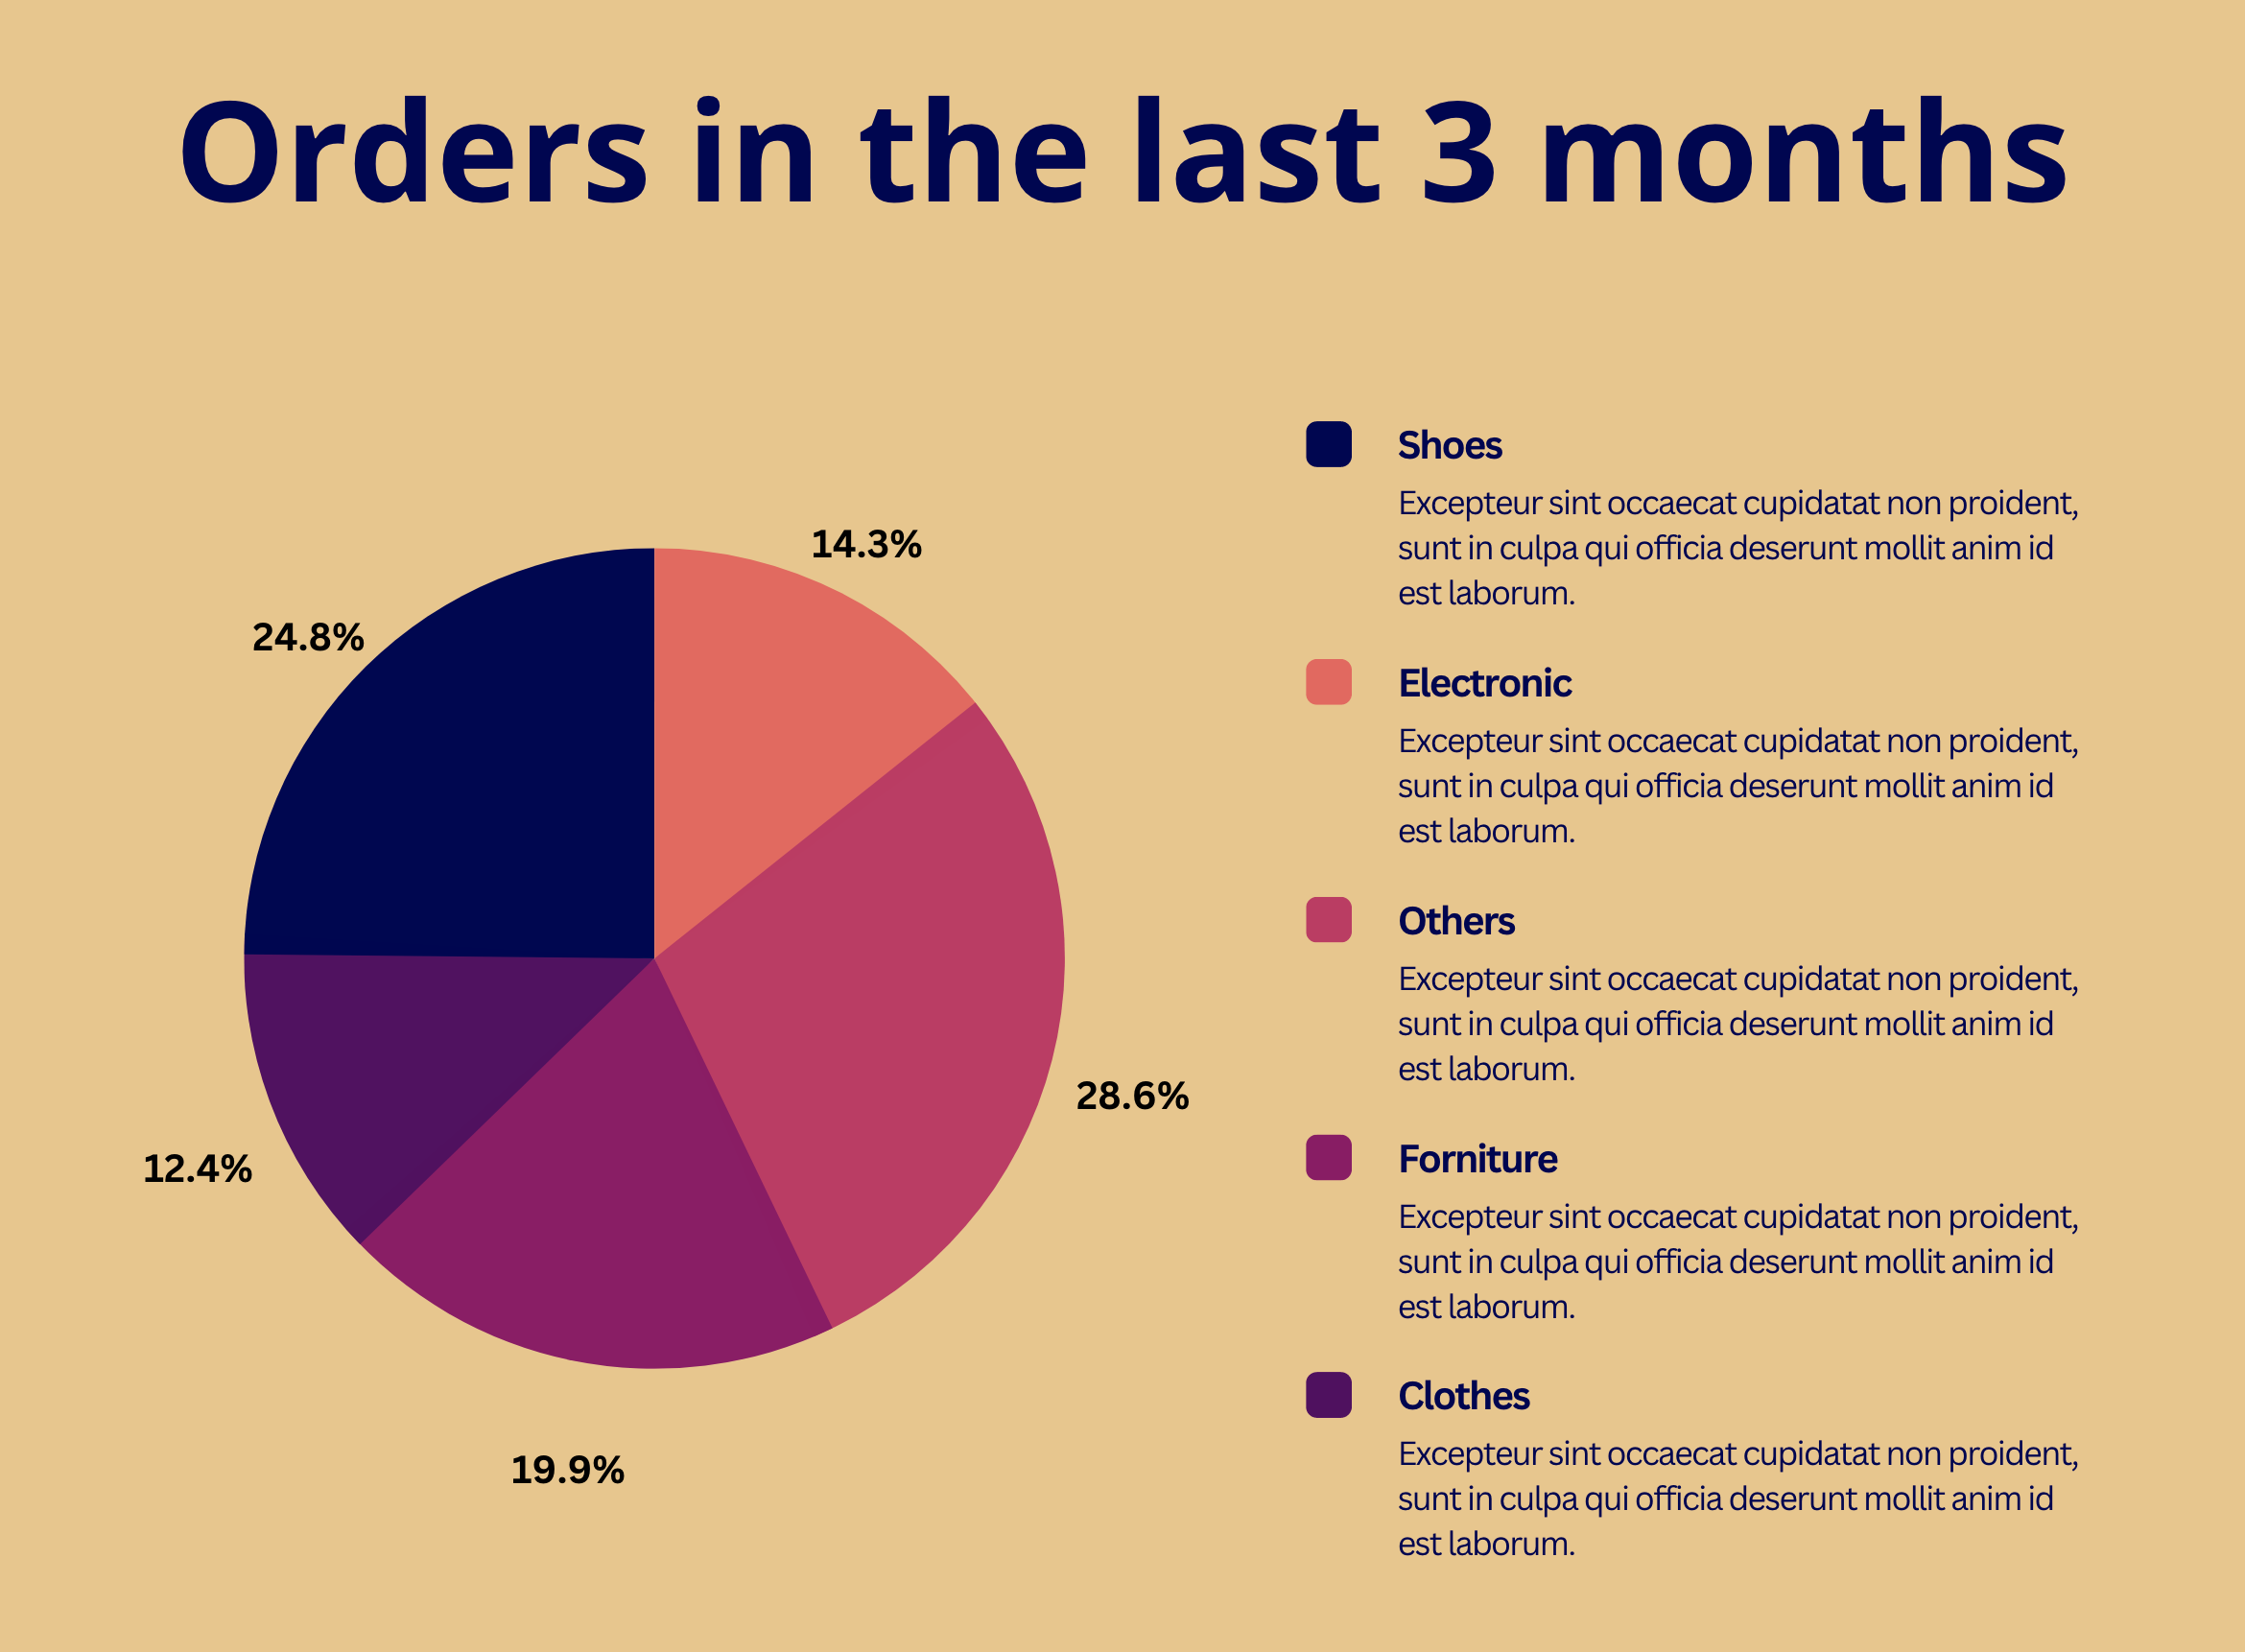 Orders in the last 3 months
14.3%
24.8%
28.6%
12.4%
19.9%
Shoes
Excepteur sint occaecat cupidatat non proident,
sunt in culpa qui officia deserunt mollit anim id
est laborum.
Electronic
Excepteur sint occaecat cupidatat non proident,
sunt in culpa qui officia deserunt mollit anim id
est laborum.
Others
Excepteur sint occaecat cupidatat non proident,
sunt in culpa qui officia deserunt mollit anim id
est laborum.
Forniture
Excepteur sint occaecat cupidatat non proident,
sunt in culpa qui officia deserunt mollit anim id
est laborum.
Clothes
Excepteur sint occaecat cupidatat non proident,
sunt in culpa qui officia deserunt mollit anim id
est laborum.